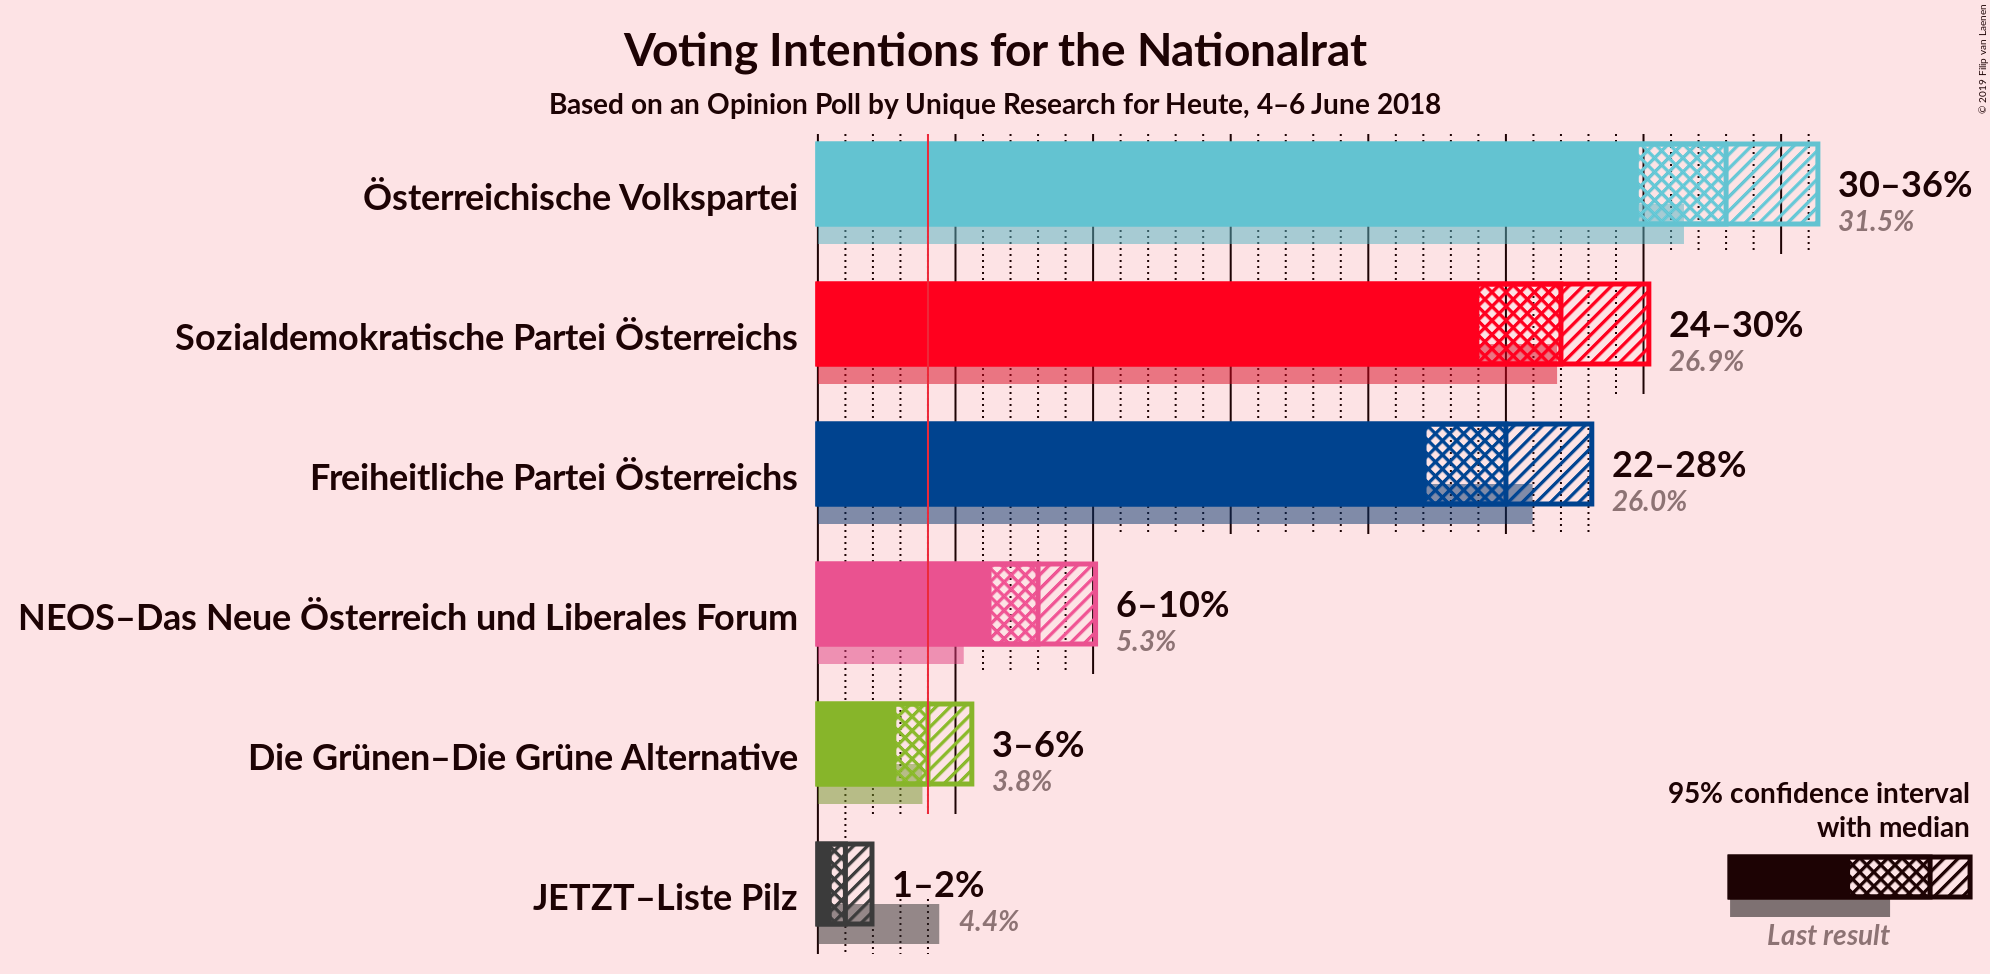 Voting Intentions for the Nationalrat
Based on an Opinion Poll by Unique Research for Heute, 4–6 June 2018
© 2019 Filip van Laenen
Österreichische Volkspartei
30–36%
31.5%
Sozialdemokratische Partei Österreichs
24–30%
26.9%
Freiheitliche Partei Österreichs
22–28%
26.0%
NEOS–Das Neue Österreich und Liberales Forum
6–10%
5.3%
Die Grünen–Die Grüne Alternative
3–6%
3.8%
JETZT–Liste Pilz
1–2%
4.4%
95% confidence interval
with median
Last result